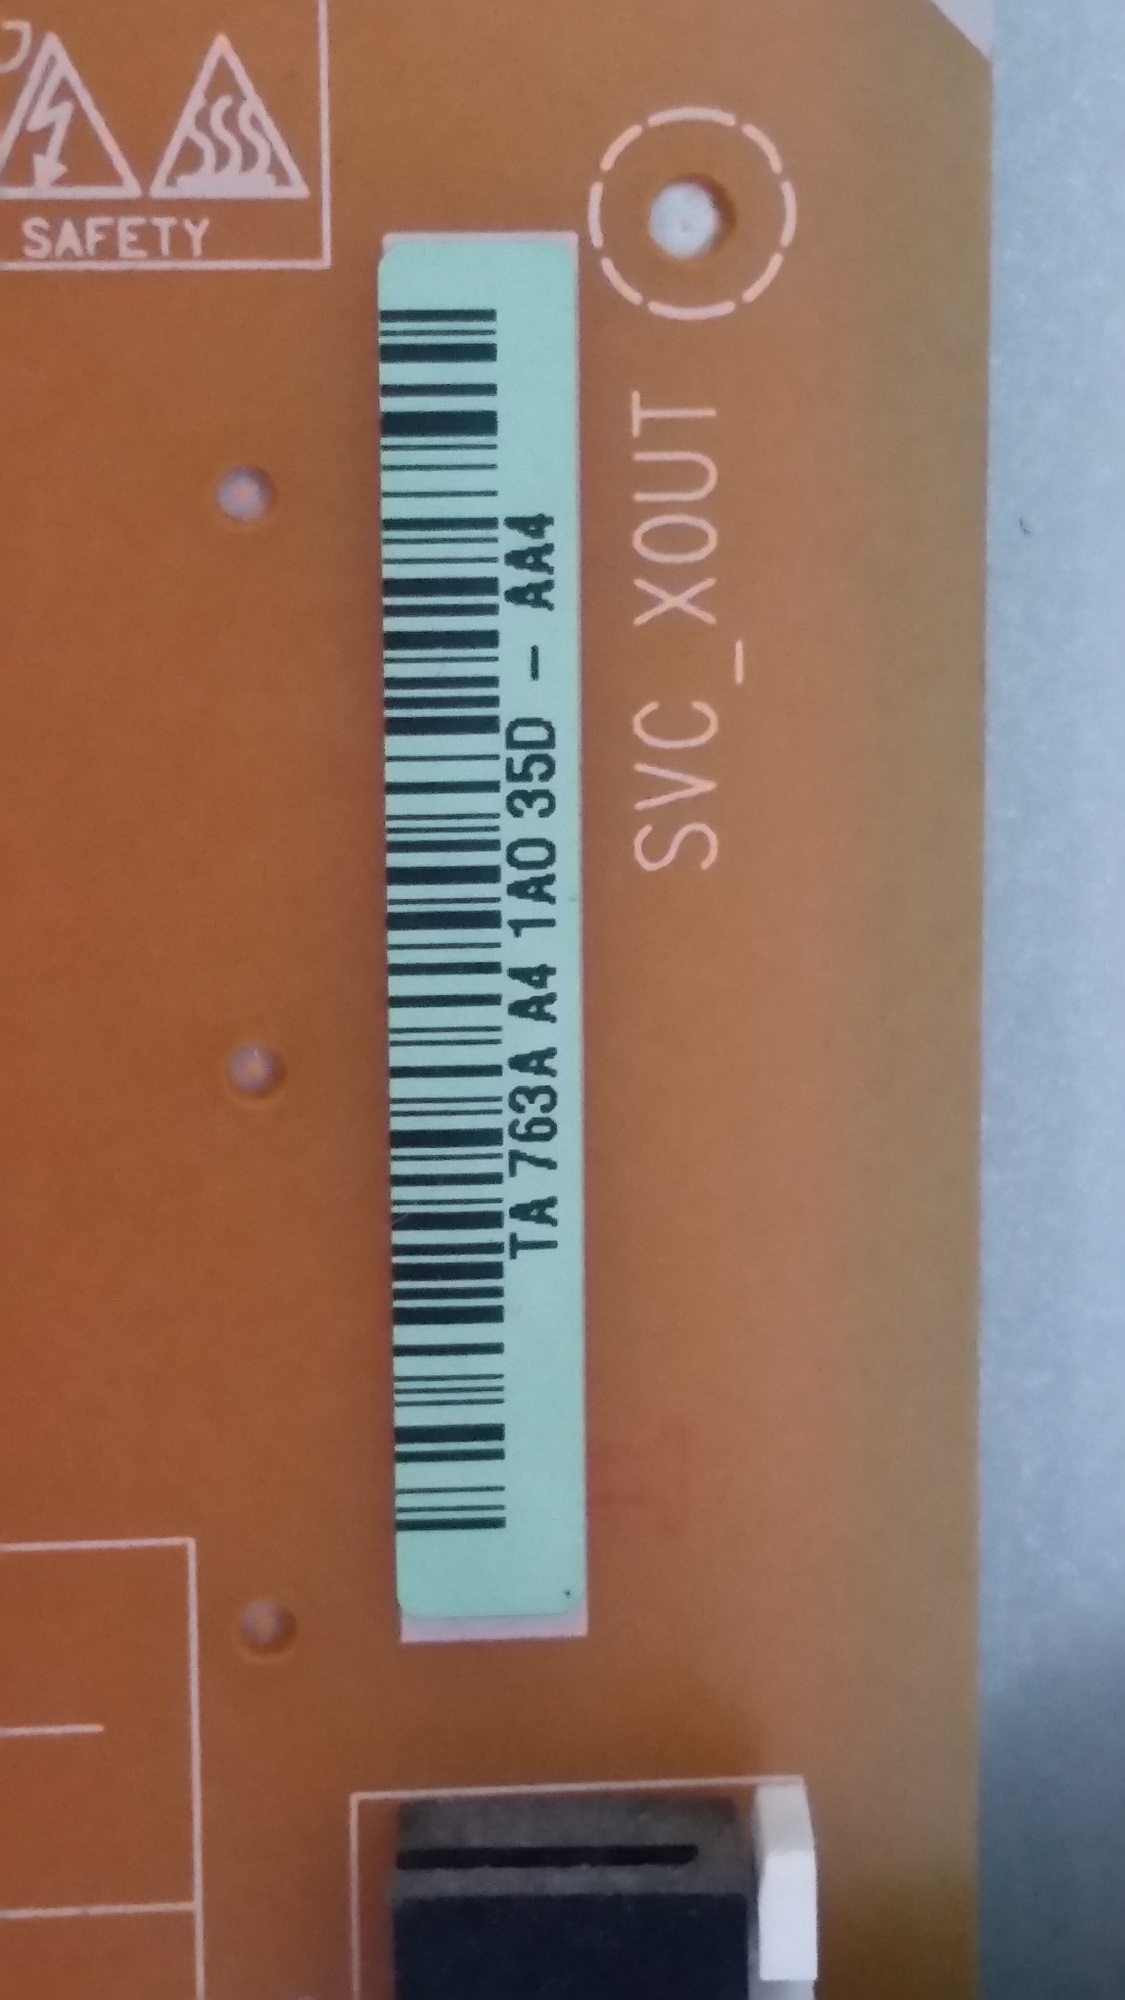 SAFETY
TA 763A A4 1A0 35D - AA4
SVC_XOUT